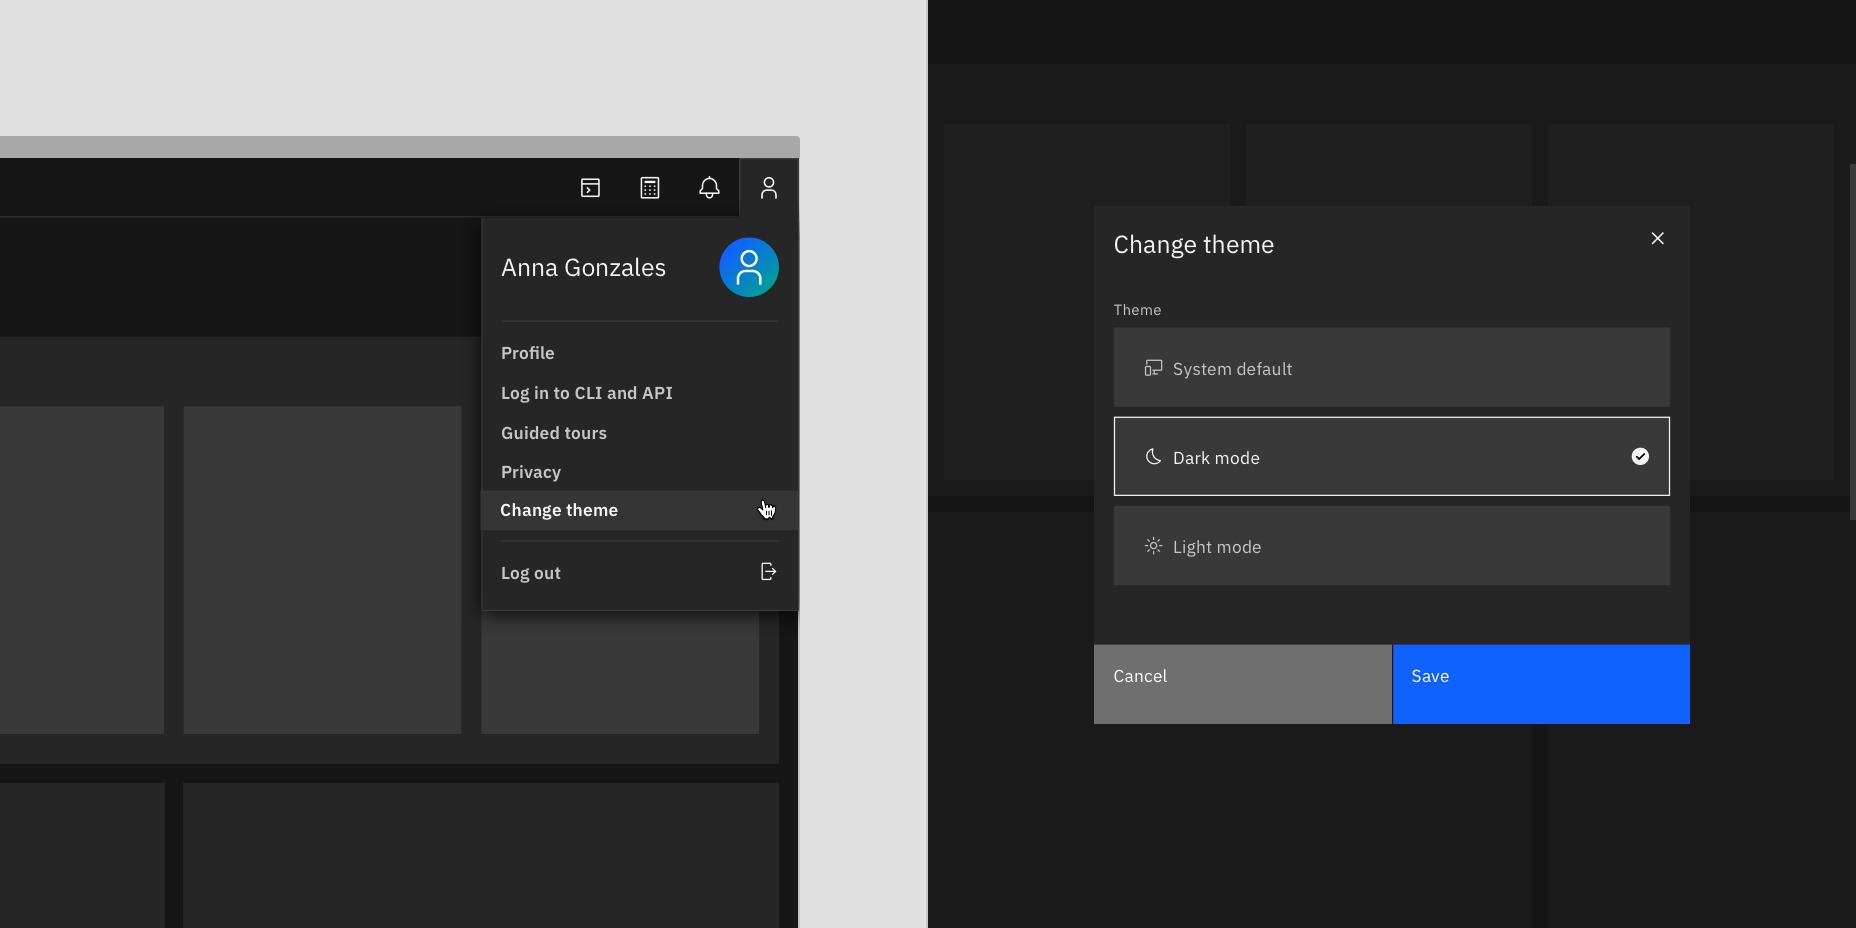 Anna Gonzales
Profile
Log in to CLI and API
Guided tours
Privacy
Change theme
Log out
Change theme
Theme
System default
Dark mode
Light mode
Cancel
Save